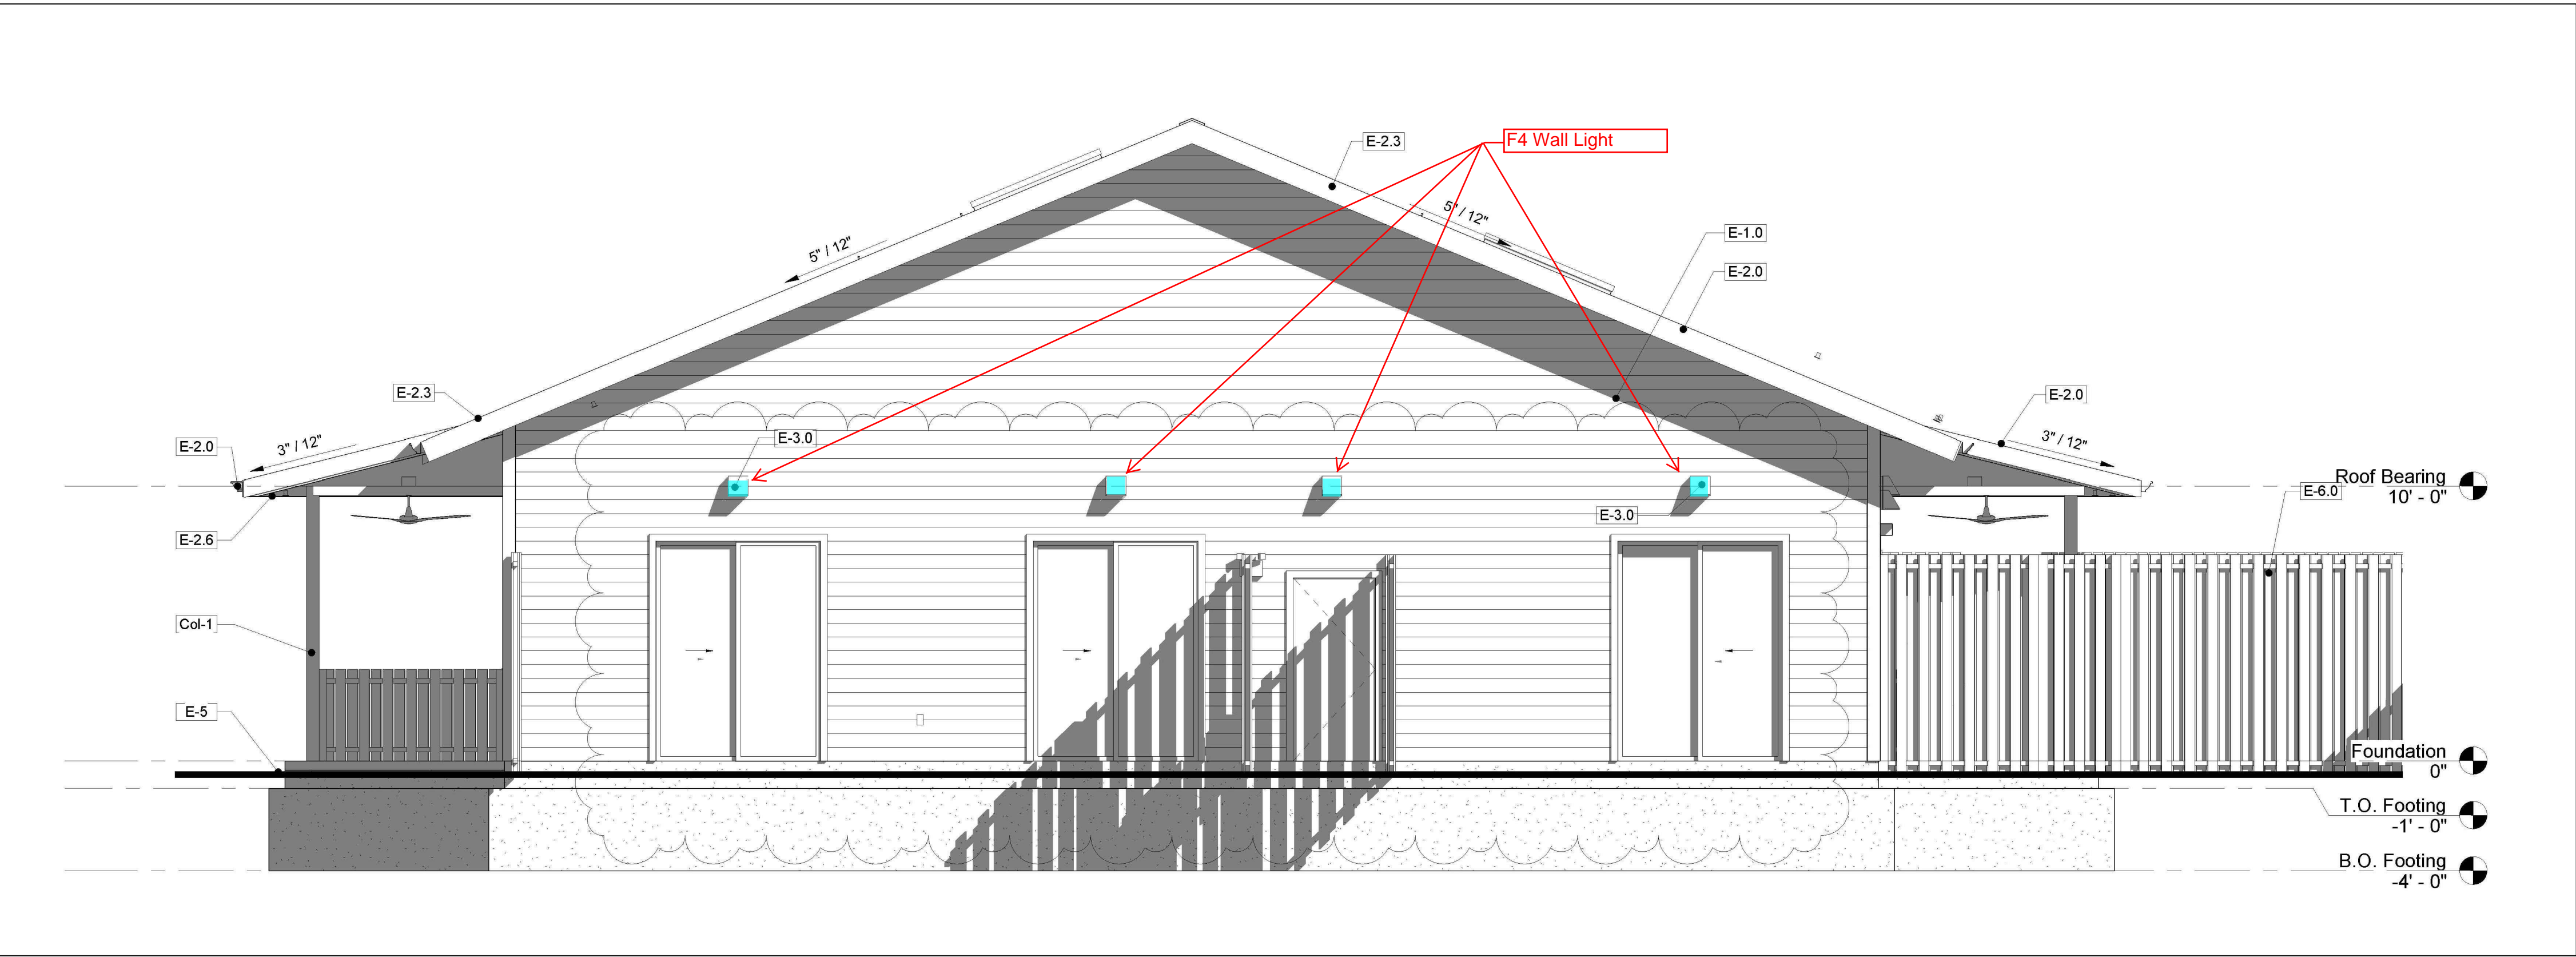 E-2.3
F4 Wall Light
5" / 12"
E-1.0
5" / 12"
E-2.0
E-2.3
E-2.0
E-2.0
3" / 12"
E-3.0
3" / 12"
Roof Bearing
10' - 0"
E-6.0
E-3.0
E-2.6
Col-1
E-5
Foundation
0"
T.O. Footing
-1' - 0"
B.O. Footing
-4' - 0"